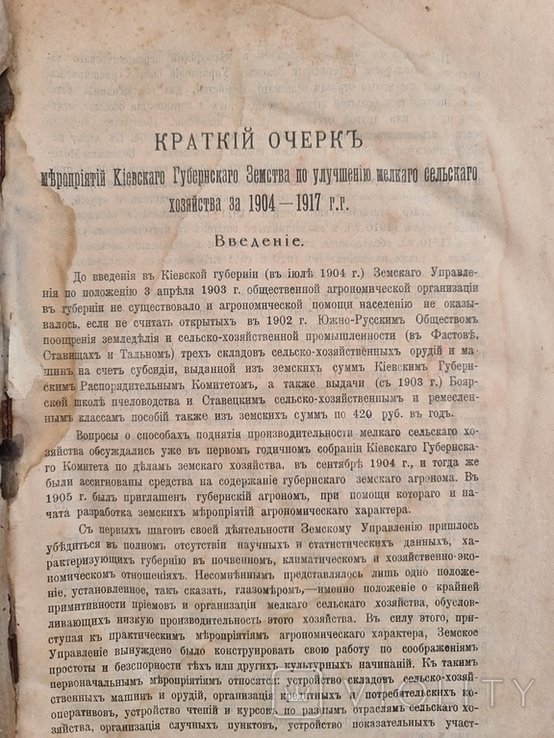 КРАТКІЙ ОЧЕРКЪ
мѣропріятій Кіевскаго Губернскаго Земства по улучшенію мелкаго сельскаго
хозяйства за 1904—1917 г.г.
Введеніе.
До введенія въ Кіевской губерніи (въ іюлѣ 1904 г.) Земскаго Управле-
нія по положенію 3 апрѣля 1903 г. общественной агрономической организаціи
въ губерніи не существовало и агрономической помощи населенію не оказы-
валось, если не считать открытыхъ въ 1902 г. Южно-Русскимъ Обществомъ
поощренія земледѣлія и сельско-хозяйственной промышленности (въ Фастовѣ,
Ставищахъ и Тальномъ) трехъ складовъ сельско-хозяйственныхъ орудій и ма-
шинъ на счетъ субсидіи, выданной изъ земскихъ суммъ Кіевскимъ Губерн-
скимъ Распорядительнымъ Комитетомъ, а также выдачи (съ 1903 г.) Бояр-
ской школѣ пчеловодства и Ставецкимъ сельско-хозяйственнымъ и ремеслен-
нымъ классамъ пособій также изъ земскихъ суммъ по 420 руб. въ годъ.
Вопросы о способахъ поднятія производительности мелкаго сельскаго хо-
зяйства обсуждались уже въ первомъ годичномъ собраніи Кіевскаго Губернска-
го Комитета по дѣламъ земскаго хозяйства. въ сентябрѣ 1904 г., и тогда же
были ассигнованы средства на содержаніе губернскаго земскаго агронома. Въ
1905 г. былъ приглашенъ губернскій агрономъ, при помощи котораго и на-
чата разработка земскихъ мѣропріятій агрономическаго характера.
Съ первыхъ шаговъ своей дѣятельности Земскому Управленію пришлось
убѣдиться въ полномъ отсутствіи научныхъ и статистическихъ данныхъ, ха-
рактеризующихъ губернію въ почвенномъ, климатическомъ и хозяйственно-эко-
номическомъ отношеніяхъ. Несомнѣннымъ представлялось лишь одно положе-
ніе, установленное, такъ сказать, глазомѣромъ,—именно положеніе о крайней
примитивности пріемовъ и организаціи мелкаго сельскаго хозяйства, обуслов-
ливающихъ низкую производительность этого хозяйства. Въ силу этого, при-
ступая къ практическимъ мѣропріятіямъ агрономическаго характера, Земское
Управленіе вынуждено было конструировать свою работу по соображеніямъ
простоты и безспорности тѣхъ или другихъ культурныхъ начинаній. Къ такимъ
первоначальнымъ мѣропріятіямъ относятся: устройство складовъ сельско-хозяй-
ственныхъ машинъ и орудій, организація кредитныхъ и потребительскихъ ко-
оперативовъ, устройство чтеній и курсовъ по разнымъ отраслямъ сельскаго хо-
зяйства, организація случныхъ пунктовъ, устройство показательныхъ участ-
VIOLITY